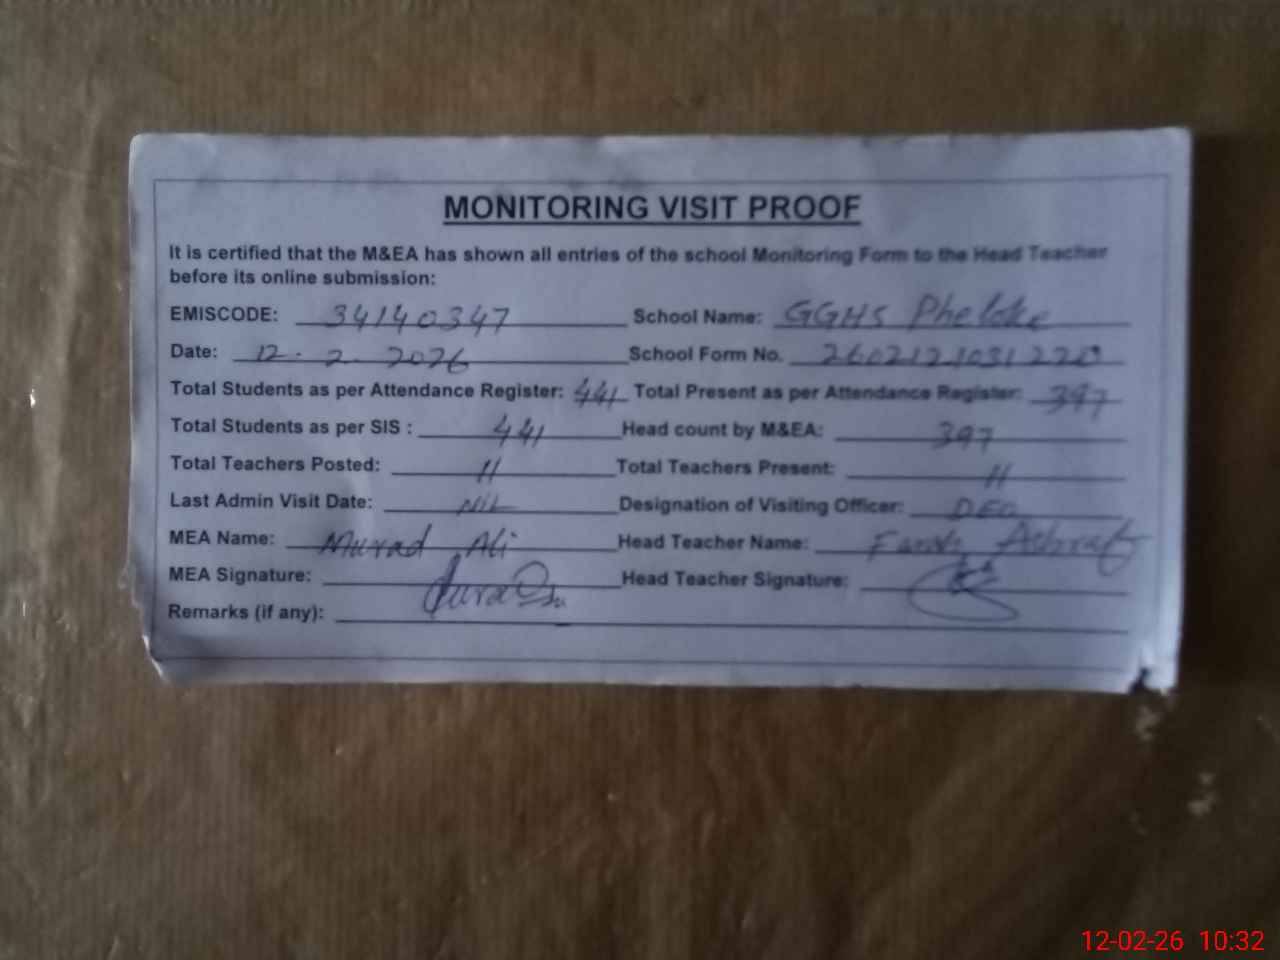 MONITORING VISIT PROOF
It is certified that the M&EA has shown all entries of the school Monitoring Form to the Head Teacher
before its online submission:
EMISCODE: 34140347 School Name: GGHS Pheloke
Date: 12-2-2026 School Form No. 2602121031220
Total Students as per Attendance Register: 441 Total Present as per Attendance Register: 397
Total Students as per SIS : 441 Head count by M&EA: 397
Total Teachers Posted: 11 Total Teachers Present: 11
Last Admin Visit Date: NIL Designation of Visiting Officer: DEO
MEA Name: Murad Ali Head Teacher Name: Farah Ashraf
MEA Signature: Head Teacher Signature:
Remarks (if any):
12-02-26 10:32